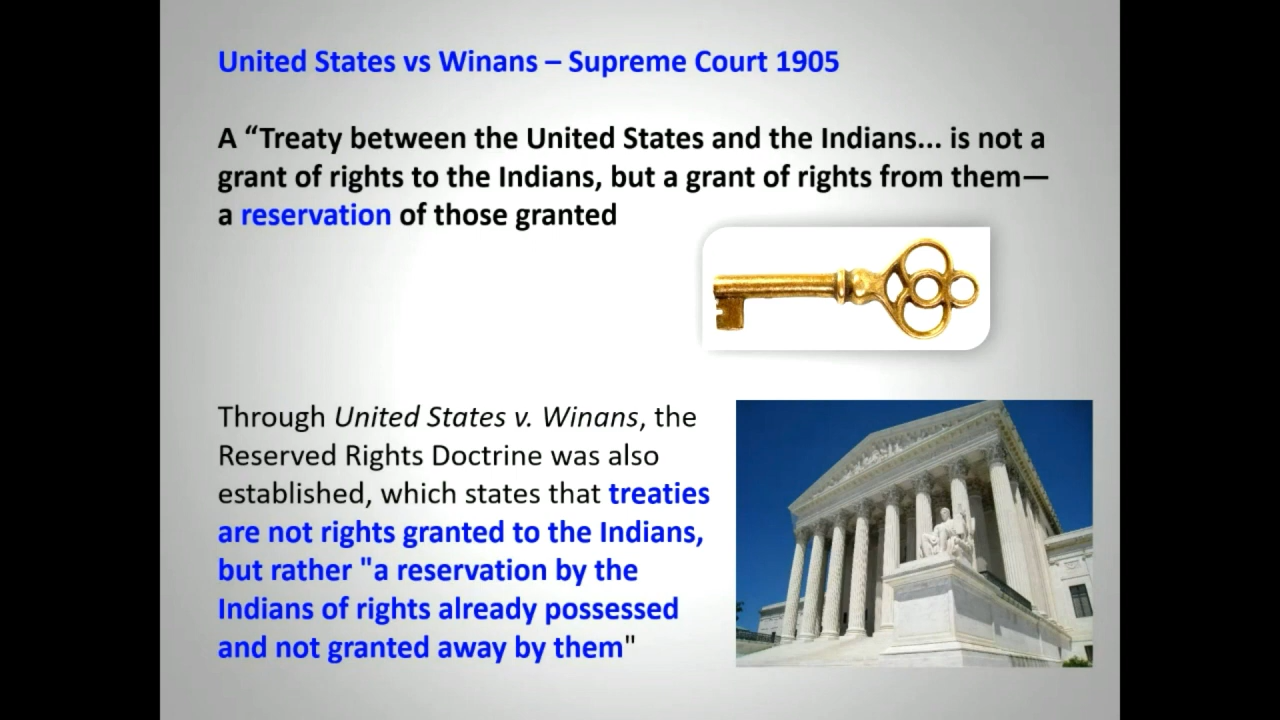 United States vs Winans – Supreme Court 1905
A “Treaty between the United States and the Indians... is not a
grant of rights to the Indians, but a grant of rights from them—
a reservation of those granted
Through United States v. Winans, the
Reserved Rights Doctrine was also
established, which states that treaties
are not rights granted to the Indians,
but rather "a reservation by the
Indians of rights already possessed
and not granted away by them"